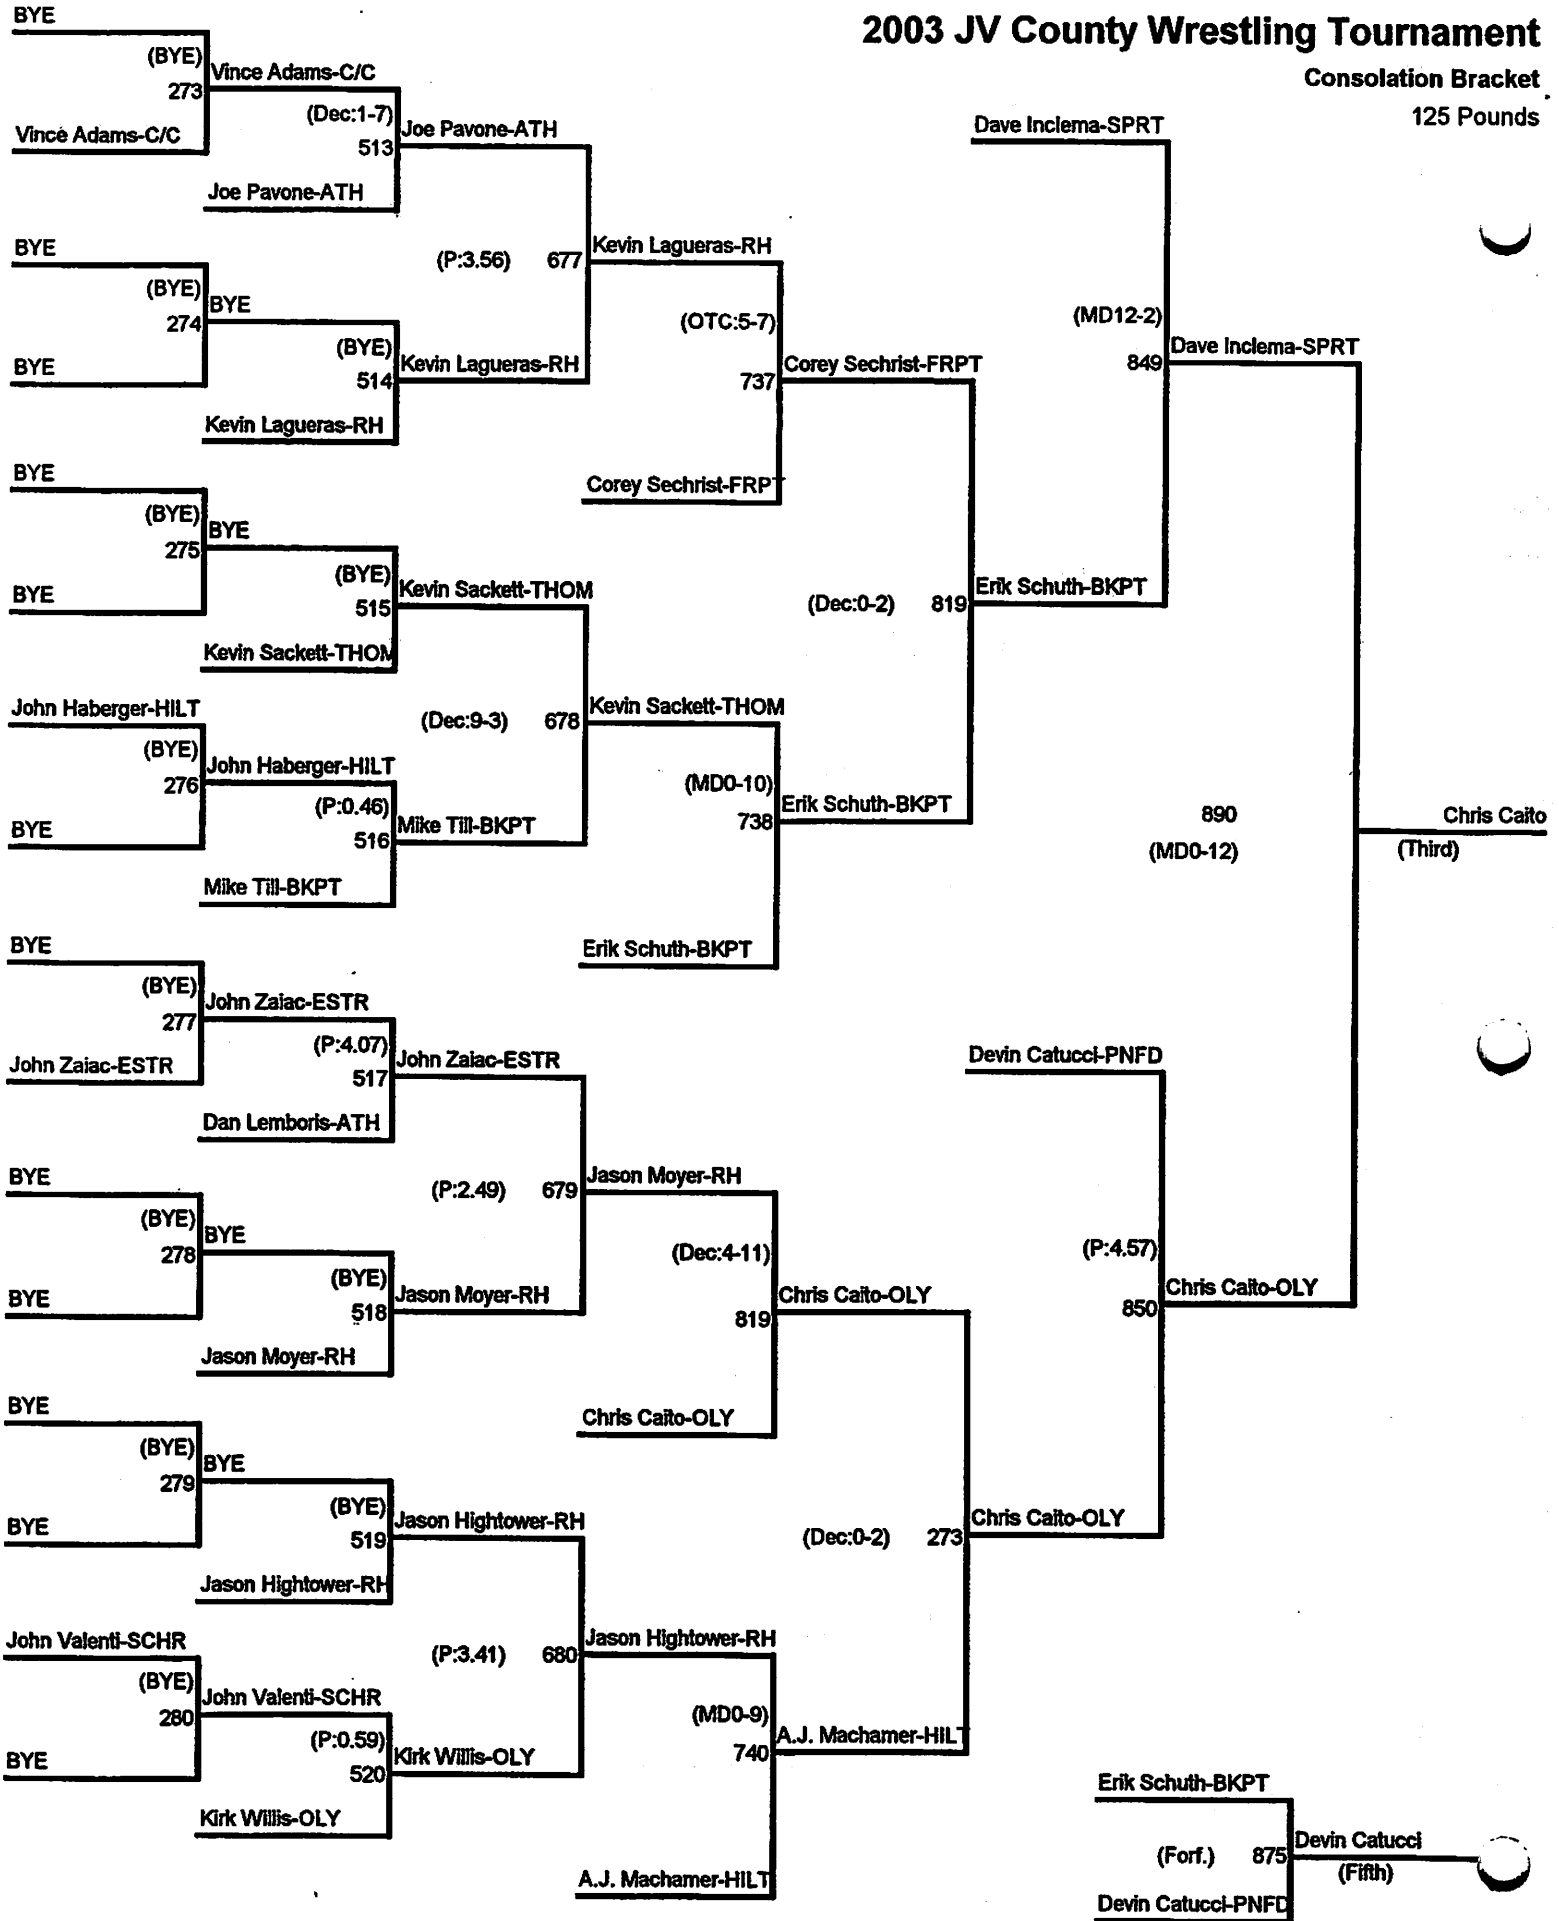 2003 JV County Wrestling Tournament
Consolation Bracket
125 Pounds
BYE
(BYE)
273
Vince Adams-C/C
Vince Adams-C/C
(Dec:1-7)
513
Joe Pavone-ATH
Joe Pavone-ATH
BYE
(BYE)
274
BYE
BYE
(BYE)
514
Kevin Lagueras-RH
Kevin Lagueras-RH
(P:3.56)
677
Kevin Lagueras-RH
(OTC:5-7)
737
Corey Sechrist-FRPT
Corey Sechrist-FRPT
BYE
(BYE)
275
BYE
BYE
(BYE)
515
Kevin Sackett-THOM
Kevin Sackett-THOM
John Haberger-HILT
(BYE)
276
John Haberger-HILT
BYE
(P:0.46)
516
Mike Till-BKPT
Mike Till-BKPT
(Dec:9-3)
678
Kevin Sackett-THOM
(MD0-10)
738
Erik Schuth-BKPT
Erik Schuth-BKPT
(Dec:0-2)
819
Erik Schuth-BKPT
Dave Inclema-SPRT
(MD12-2)
849
Dave Inclema-SPRT
890
(MD0-12)
Chris Caito
(Third)
BYE
(BYE)
277
John Zaiac-ESTR
John Zaiac-ESTR
(P:4.07)
517
John Zaiac-ESTR
Dan Lemboris-ATH
BYE
(BYE)
278
BYE
BYE
(BYE)
518
Jason Moyer-RH
Jason Moyer-RH
(P:2.49)
679
Jason Moyer-RH
(Dec:4-11)
819
Chris Caito-OLY
Chris Caito-OLY
BYE
(BYE)
279
BYE
BYE
(BYE)
519
Jason Hightower-RH
Jason Hightower-RH
John Valenti-SCHR
(BYE)
280
John Valenti-SCHR
BYE
(P:0.59)
520
Kirk Willis-OLY
Kirk Willis-OLY
(P:3.41)
680
Jason Hightower-RH
(MD0-9)
740
A.J. Machamer-HILT
A.J. Machamer-HILT
(Dec:0-2)
273
Chris Caito-OLY
Devin Catucci-PNFD
(P:4.57)
850
Chris Caito-OLY
Erik Schuth-BKPT
(Forf.)
875
Devin Catucci
(Fifth)
Devin Catucci-PNFD